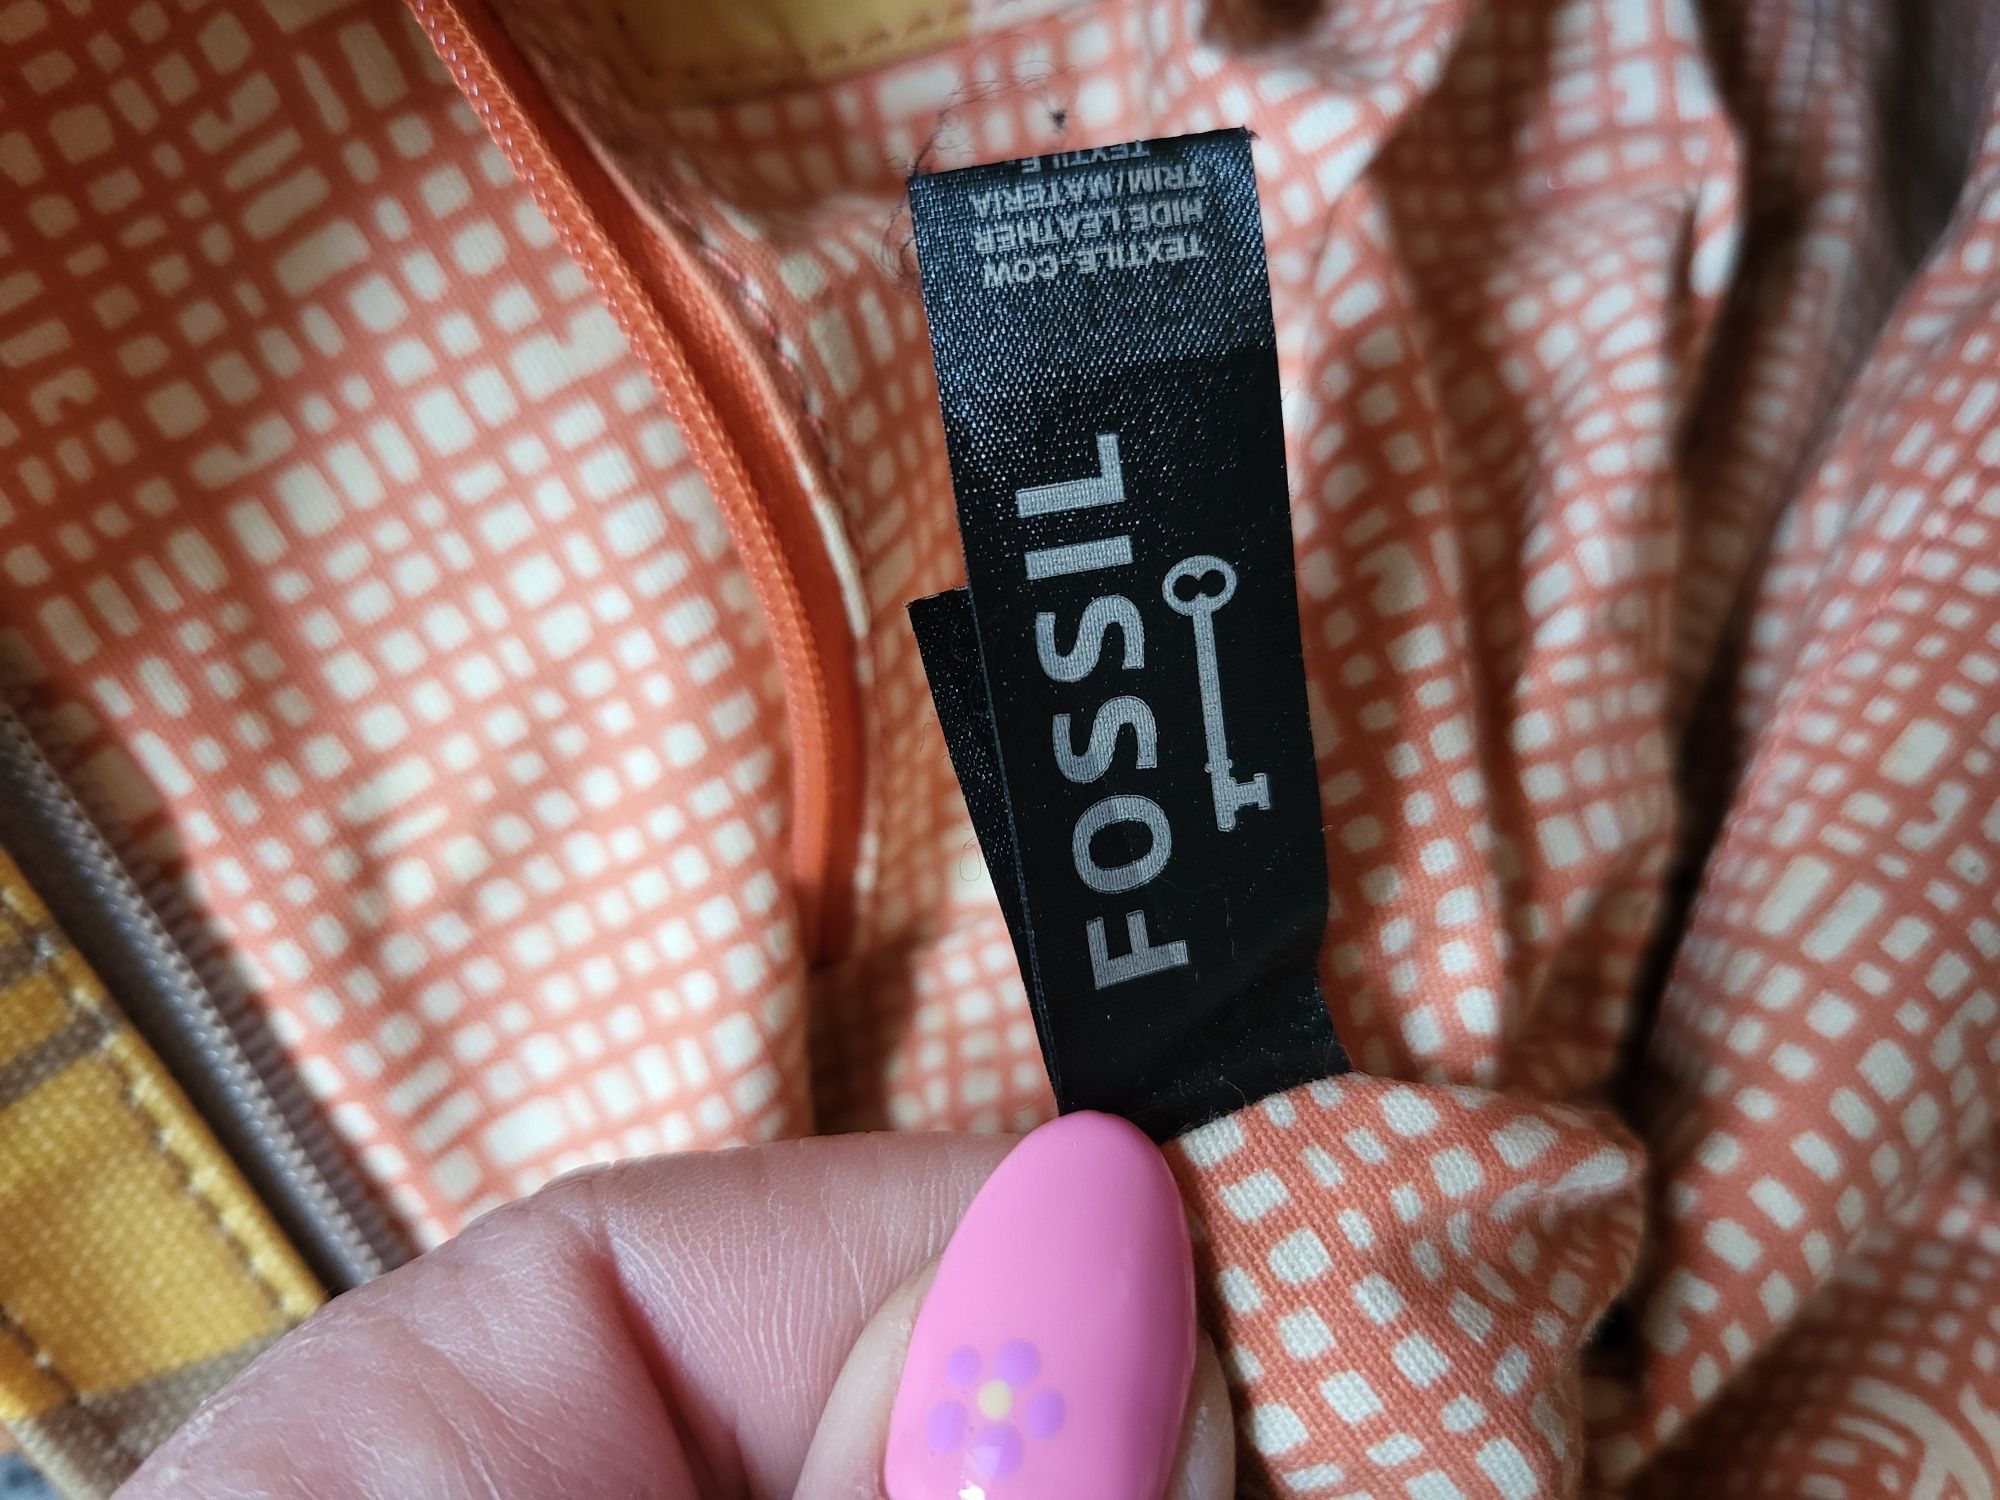 FOSSIL
TEXTILE-COW
HIDE LEATHER
TRIM/MATERIA
TEXTILE-